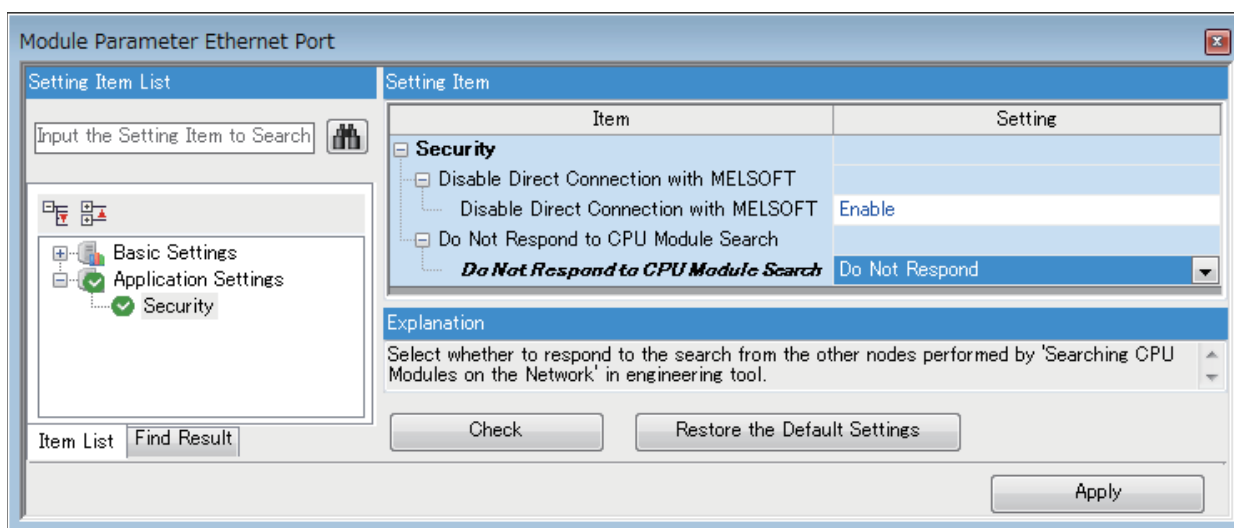 Module Parameter Ethernet Port
Setting Item List
Input the Setting Item to Search
Basic Settings
Application Settings
Security
Item List
Find Result
Setting Item
Item Setting
Security
Disable Direct Connection with MELSOFT
Disable Direct Connection with MELSOFT Enable
Do Not Respond to CPU Module Search
Do Not Respond to CPU Module Search Do Not Respond
Explanation
Select whether to respond to the search from the other nodes performed by 'Searching CPU
Modules on the Network' in engineering tool.
Check
Restore the Default Settings
Apply